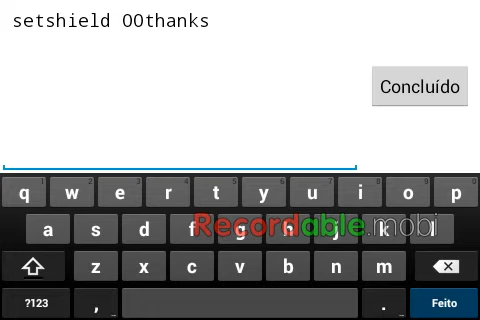 setshield OOthanks
Concluído
q w e r t y u i o p
a s d f g h j k l
Recordable.mobi
z x c v b n m
?123 , . Feito